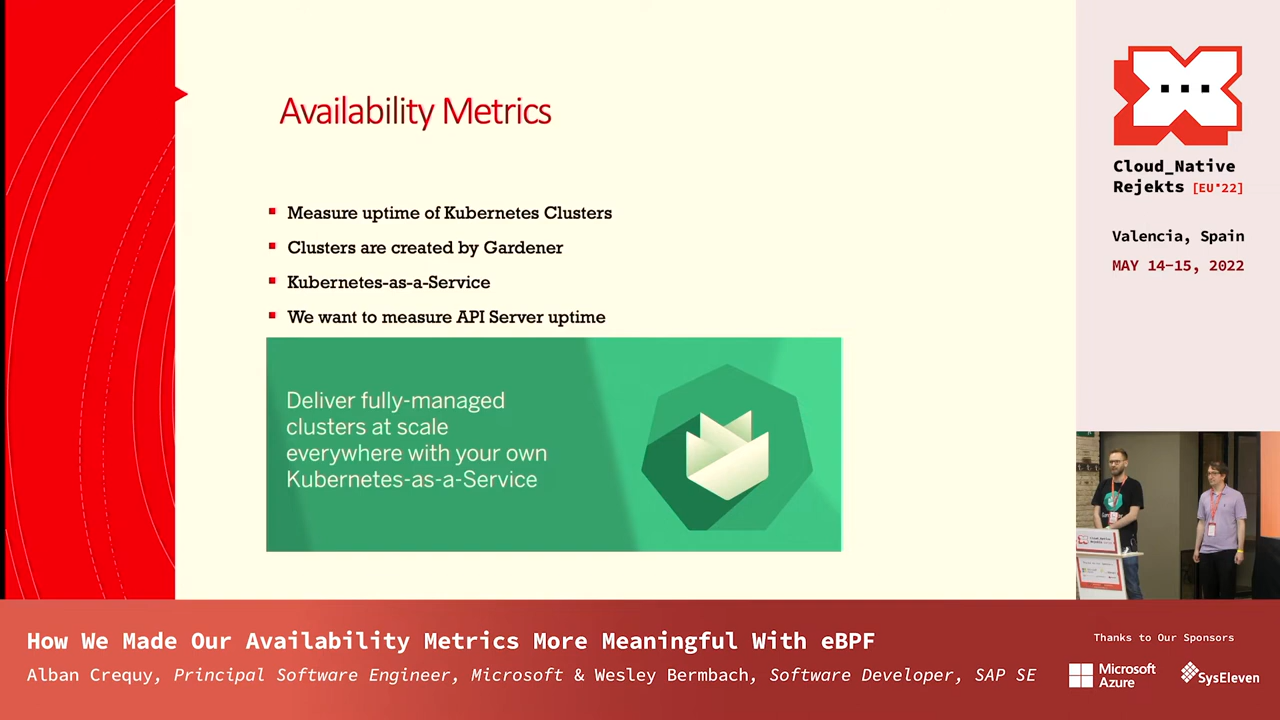 Availability Metrics
Measure uptime of Kubernetes Clusters
Clusters are created by Gardener
Kubernetes-as-a-Service
We want to measure API Server uptime
Deliver fully-managed
clusters at scale
everywhere with your own
Kubernetes-as-a-Service
Cloud_Native
Rejekts [EU'22]
Valencia, Spain
MAY 14-15, 2022
How We Made Our Availability Metrics More Meaningful With eBPF
Alban Crequy, Principal Software Engineer, Microsoft & Wesley Bermbach, Software Developer, SAP SE
Thanks to Our Sponsors
Microsoft
Azure
SysEleven